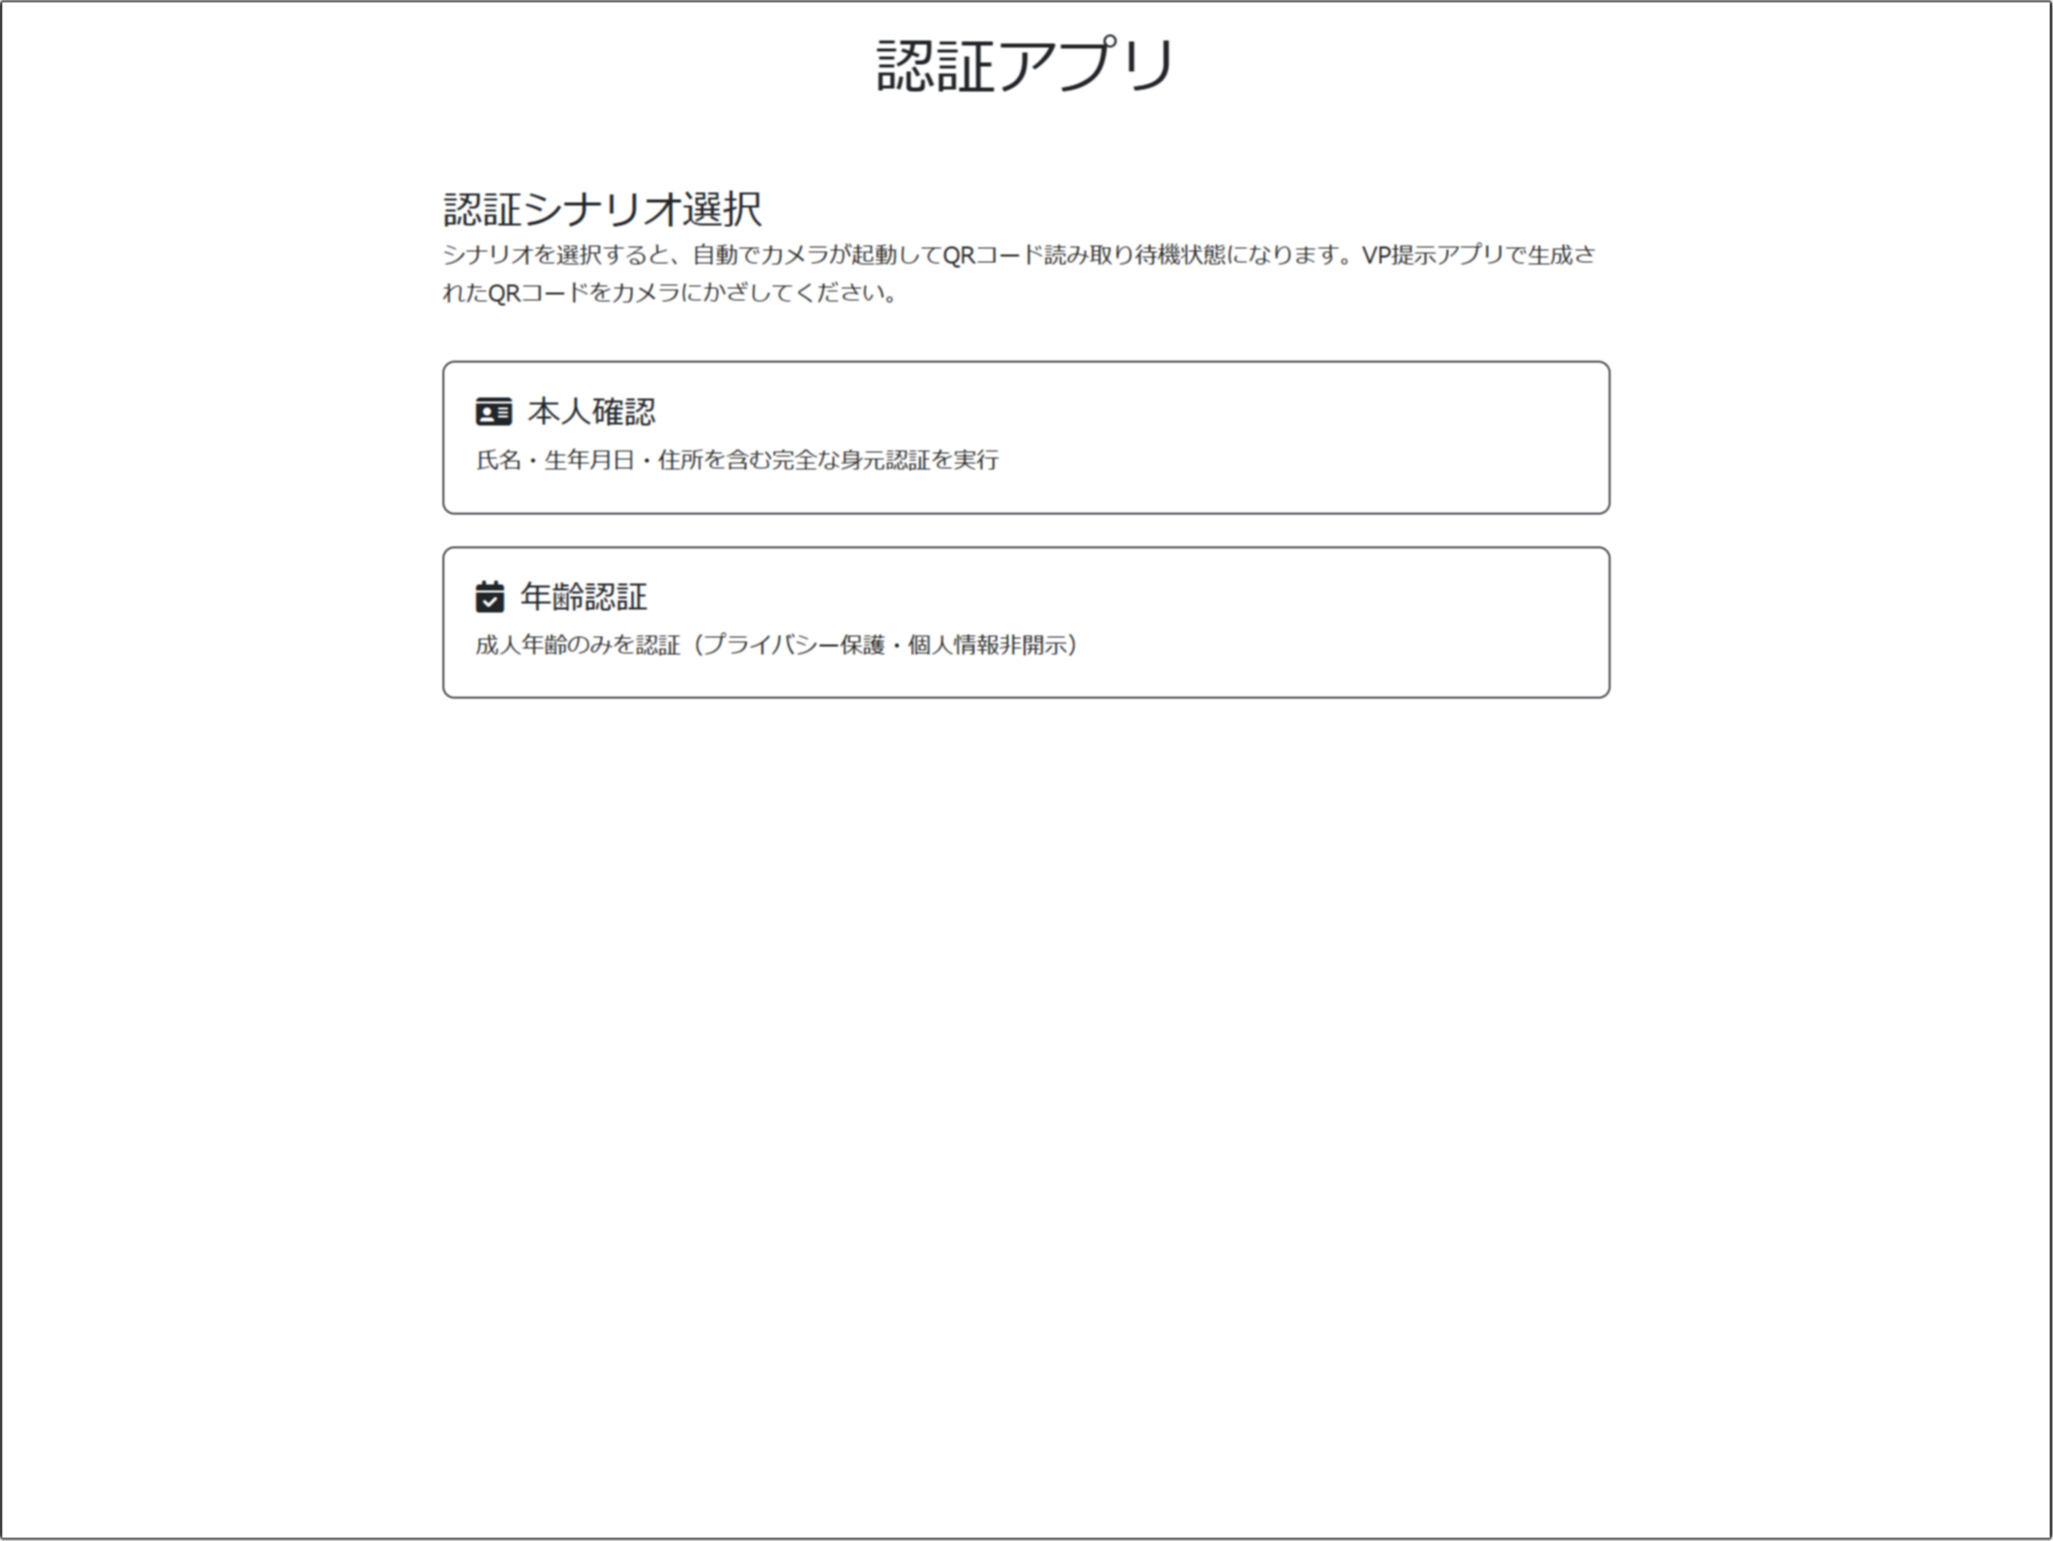 認証アプリ
認証シナリオ選択
シナリオを選択すると、自動でカメラが起動してQRコード読み取り待機状態になります。VP提示アプリで生成さ
れたQRコードをカメラにかざしてください。
本人確認
氏名・生年月日・住所を含む完全な身元認証を実行
年齢認証
成人年齢のみを認証（プライバシー保護・個人情報非開示）